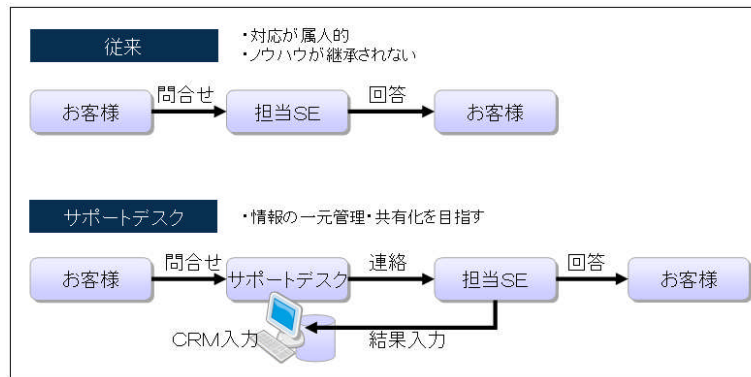 従来
・対応が属人的
・ノウハウが継承されない
お客様
問合せ
担当SE
回答
お客様
サポートデスク
・情報の一元管理・共有化を目指す
お客様
問合せ
サポートデスク
連絡
担当SE
回答
お客様
CRM入力
結果入力